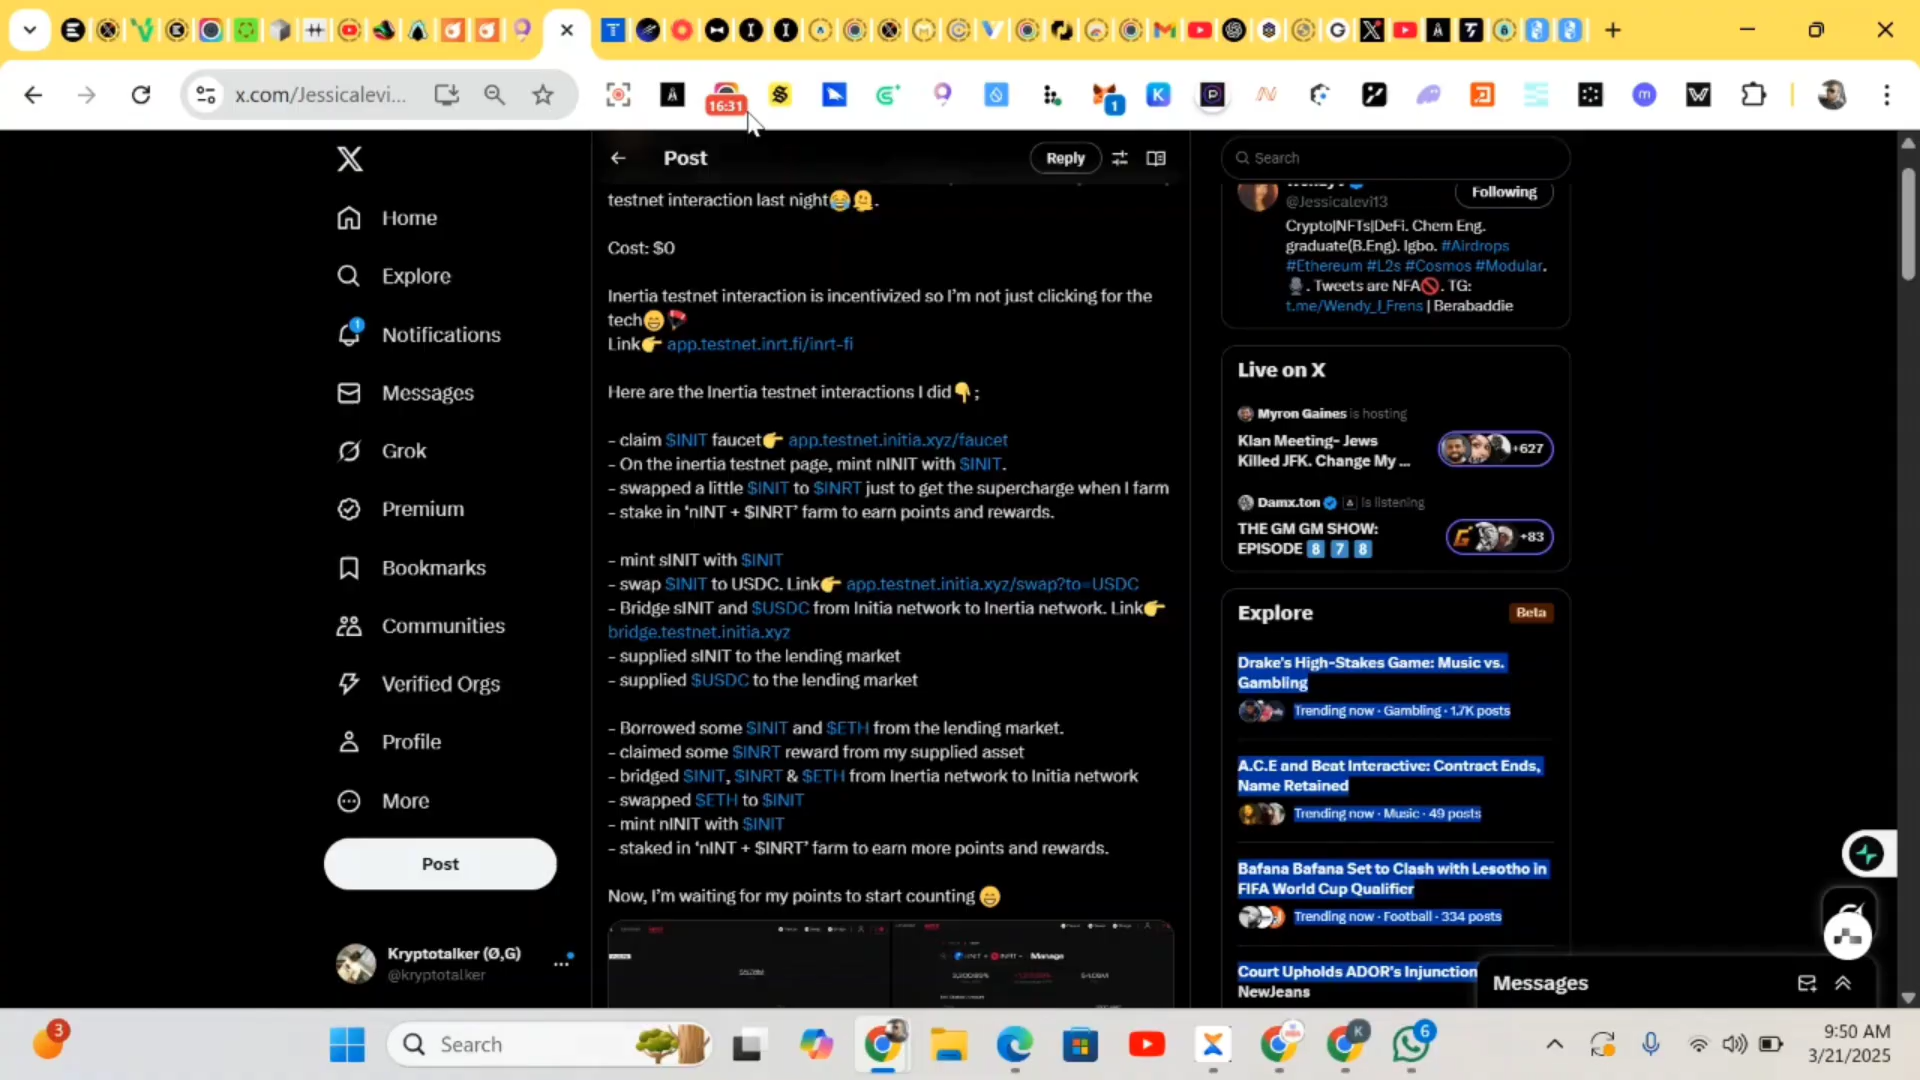 x.com/Jessicalevi...
16:31
1
Home
Explore
Notifications
1
Messages
Grok
Premium
Bookmarks
Communities
Verified Orgs
Profile
More
Post
Kryptotalker (Ø,G)
@kryptotalker
Post
Reply
testnet interaction last night😂🫠.
Cost: $0
Inertia testnet interaction is incentivized so I'm not just clicking for the
tech😁
Link👉 app.testnet.inrt.fi/inrt-fi
Here are the Inertia testnet interactions I did👇;
- claim $INIT faucet👉 app.testnet.initia.xyz/faucet
- On the inertia testnet page, mint nINIT with $INIT.
- swapped a little $INIT to $INRT just to get the supercharge when I farm
- stake in ‘nINT + $INRT’ farm to earn points and rewards.
- mint sINIT with $INIT
- swap $INIT to USDC. Link👉 app.testnet.initia.xyz/swap?to=USDC
- Bridge sINIT and $USDC from Initia network to Inertia network. Link👉
bridge.testnet.initia.xyz
- supplied sINIT to the lending market
- supplied $USDC to the lending market
- Borrowed some $INIT and $ETH from the lending market.
- claimed some $INRT reward from my supplied asset
- bridged $INIT, $INRT & $ETH from Inertia network to Initia network
- swapped $ETH to $INIT
- mint nINIT with $INIT
- staked in ‘nINT + $INRT’ farm to earn more points and rewards.
Now, I'm waiting for my points to start counting 😁
Manage
Search
@Jessicalevi13
Following
Crypto|NFTs|DeFi. Chem Eng.
graduate(B.Eng). Igbo. #Airdrops
#Ethereum #L2s #Cosmos #Modular.
🎙. Tweets are NFA🚫. TG:
t.me/Wendy_J_Frens | Berabaddie
Live on X
Myron Gaines is hosting
Klan Meeting- Jews
Killed JFK. Change My ...
+627
Damx.ton is listening
THE GM GM SHOW:
EPISODE 8 7 8
+83
Explore
Beta
Drake's High-Stakes Game: Music vs.
Gambling
Trending now · Gambling · 1.7K posts
A.C.E and Beat Interactive: Contract Ends,
Name Retained
Trending now · Music · 49 posts
Bafana Bafana Set to Clash with Lesotho in
FIFA World Cup Qualifier
Trending now · Football · 334 posts
Court Upholds ADOR's Injunction
NewJeans
Messages
3
Search
6
9:50 AM
3/21/2025